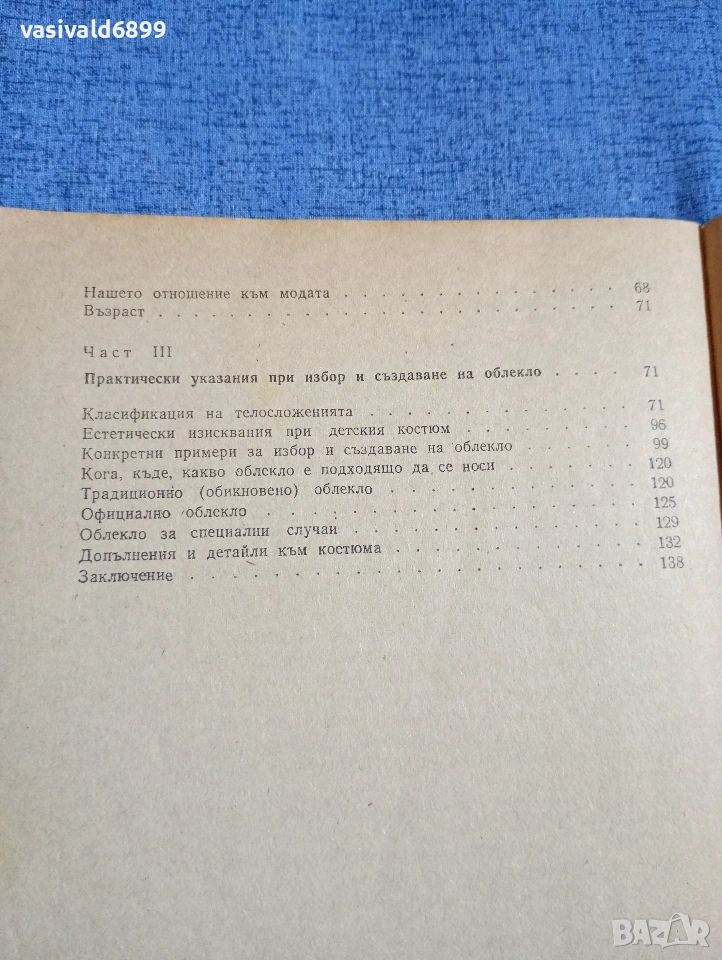 vasivald6899
Нашето отношение към модата . . . . . . . . . . . . . . . 68
Възраст . . . . . . . . . . . . . . . . . . . . . . . 71
Част III
Практически указания при избор и създаване на облекло . . . . 71
Класификация на телосложенията . . . . . . . . . . . . . 71
Естетически изисквания при детския костюм . . . . . . . . . 96
Конкретни примери за избор и създаване на облекло . . . . . . 99
Кога, къде, какво облекло е подходящо да се носи . . . . . . . 120
Традиционно (обикновено) облекло . . . . . . . . . . . . 120
Официално облекло . . . . . . . . . . . . . . . . . . 125
Облекло за специални случаи . . . . . . . . . . . . . . 129
Допълнения и детайли към костюма . . . . . . . . . . . . 132
Заключение . . . . . . . . . . . . . . . . . . . . . 138
BAZAR